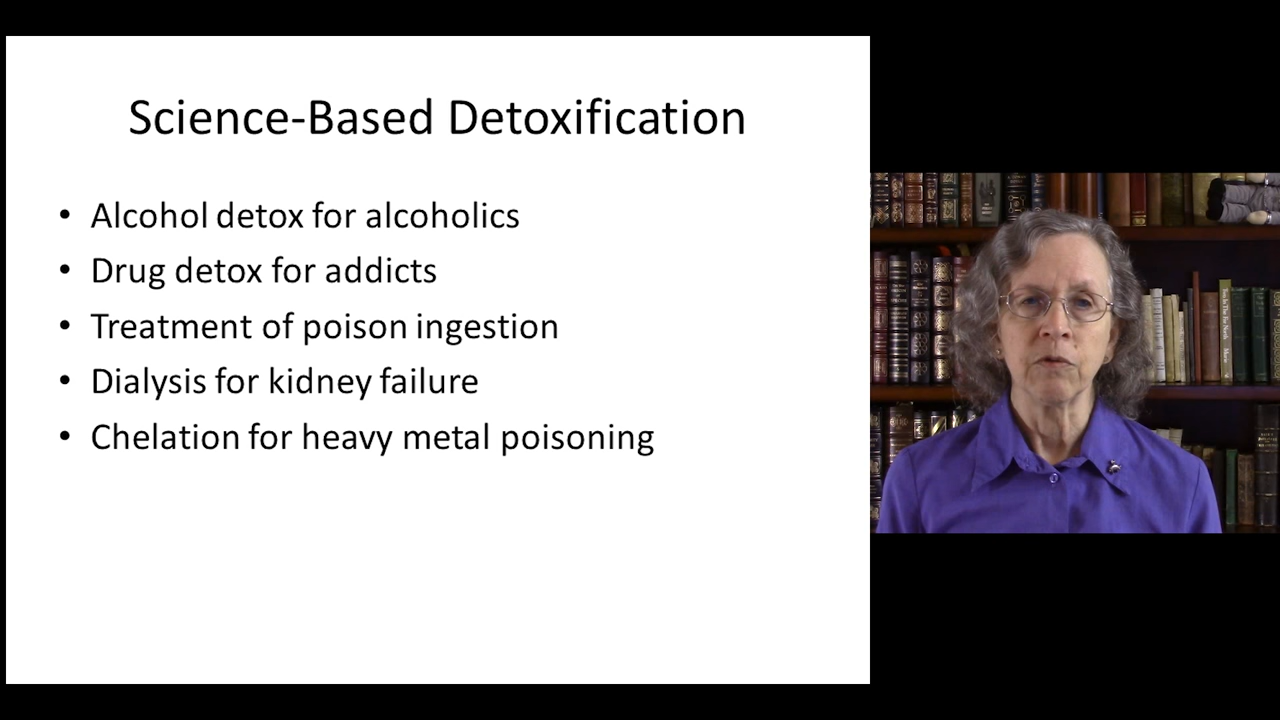 Science-Based Detoxification
• Alcohol detox for alcoholics
• Drug detox for addicts
• Treatment of poison ingestion
• Dialysis for kidney failure
• Chelation for heavy metal poisoning